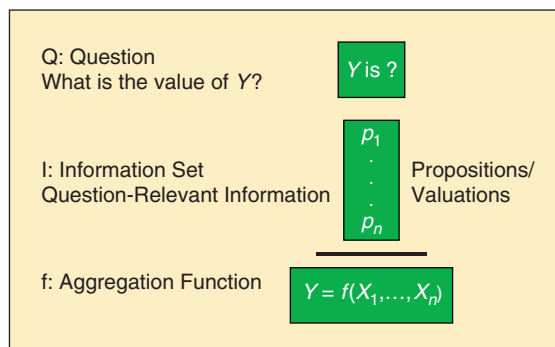 Q: Question
What is the value of Y?
Y is ?
I: Information Set
Question-Relevant Information
p1
.
.
.
pn
Propositions/
Valuations
f: Aggregation Function
Y = f(X1,...,Xn)